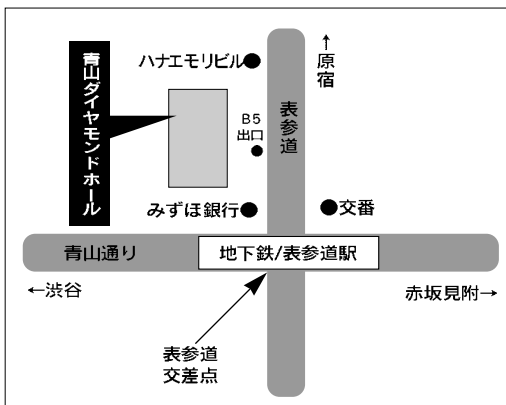 青山ダイヤモンドホール
ハナエモリビル
↑原宿
表参道
B5
出口
みずほ銀行
交番
青山通り
地下鉄/表参道駅
←渋谷
赤坂見附→
表参道
交差点